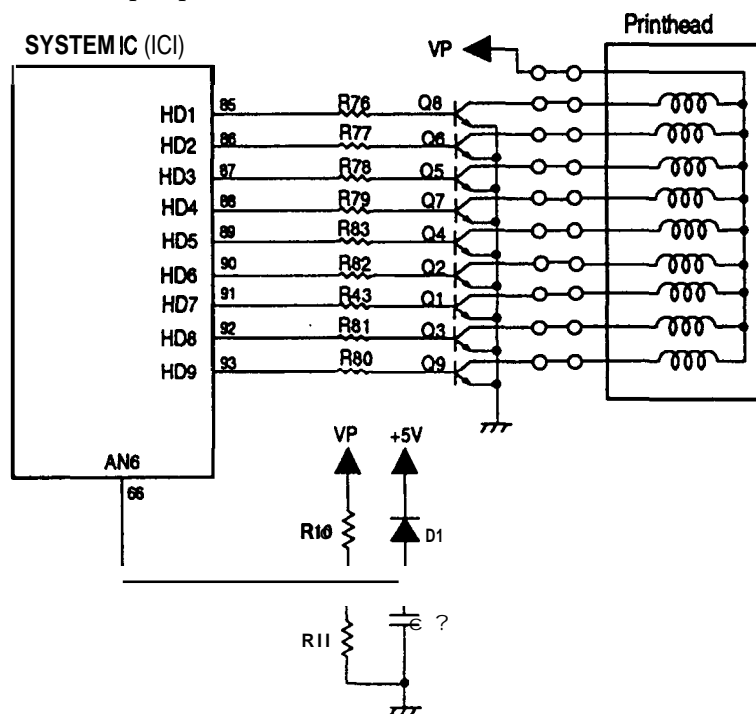 Printhead
SYSTEM IC (ICI)
VP
HD1 85 R76 Q8
HD2 86 R77 Q6
HD3 87 R78 Q5
HD4 88 R79 Q7
HD5 89 R83 Q4
HD6 90 R82 Q2
HD7 91 R43 Q1
HD8 92 R81 Q3
HD9 93 R80 Q9
VP +5V
AN6
66
D1
RII
?